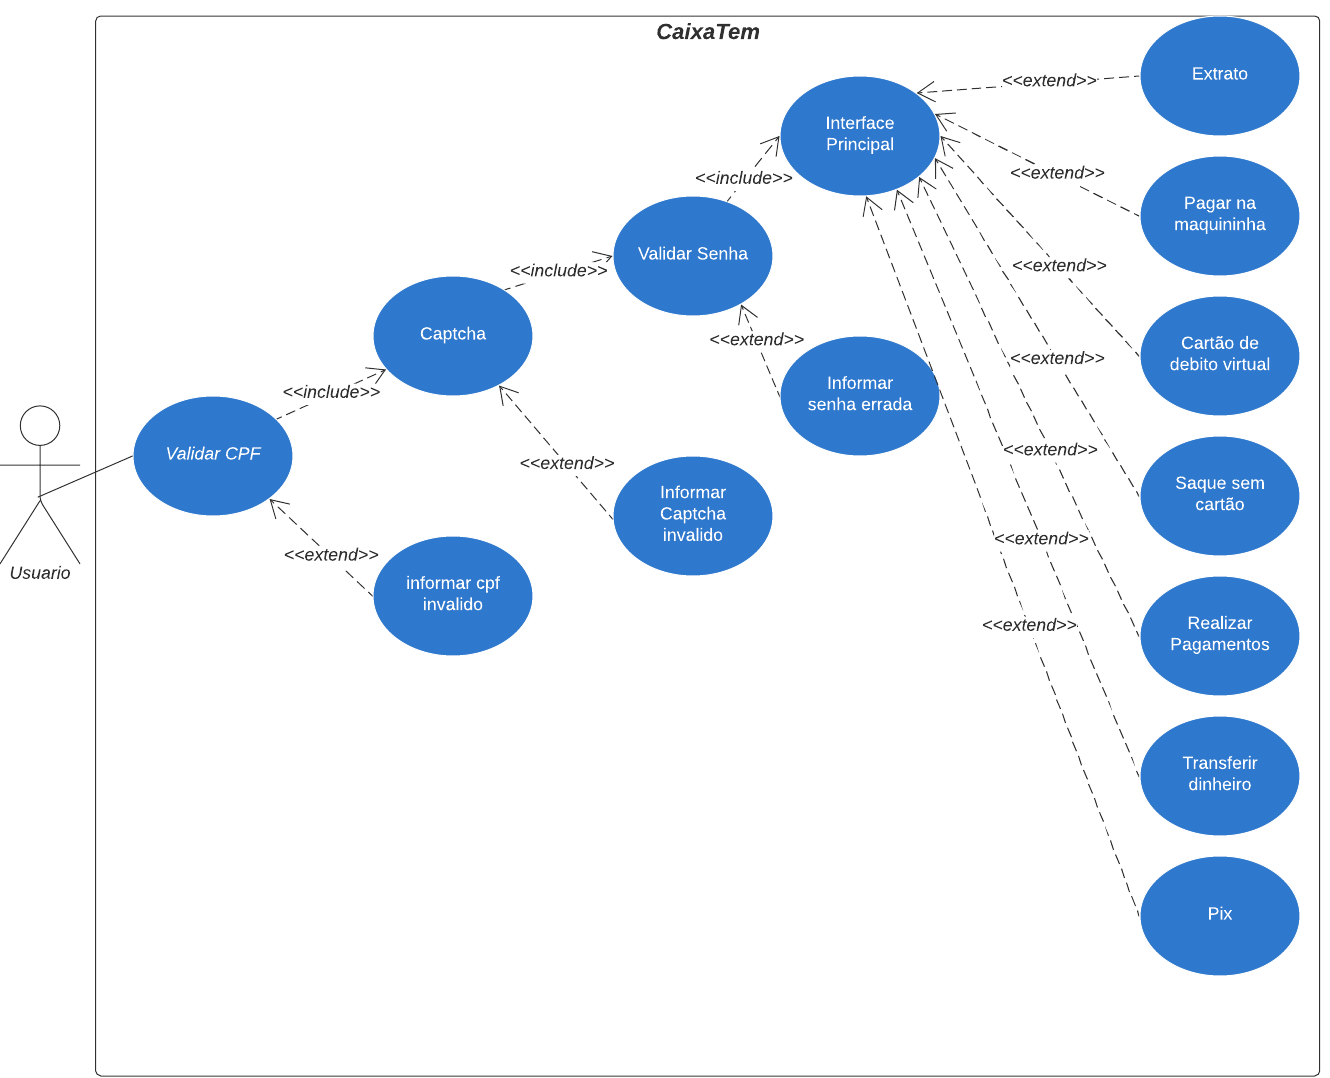 CaixaTem
Extrato
<<extend>>
Interface
Principal
<<extend>>
Pagar na
maquininha
<<include>>
Validar Senha
<<include>>
<<extend>>
Captcha
<<extend>>
Cartão de
debito virtual
<<extend>>
<<include>>
Informar
senha errada
Validar CPF
<<extend>>
<<extend>>
Saque sem
cartão
Informar
Captcha
invalido
<<extend>>
<<extend>>
Usuario
informar cpf
invalido
<<extend>>
Realizar
Pagamentos
Transferir
dinheiro
Pix